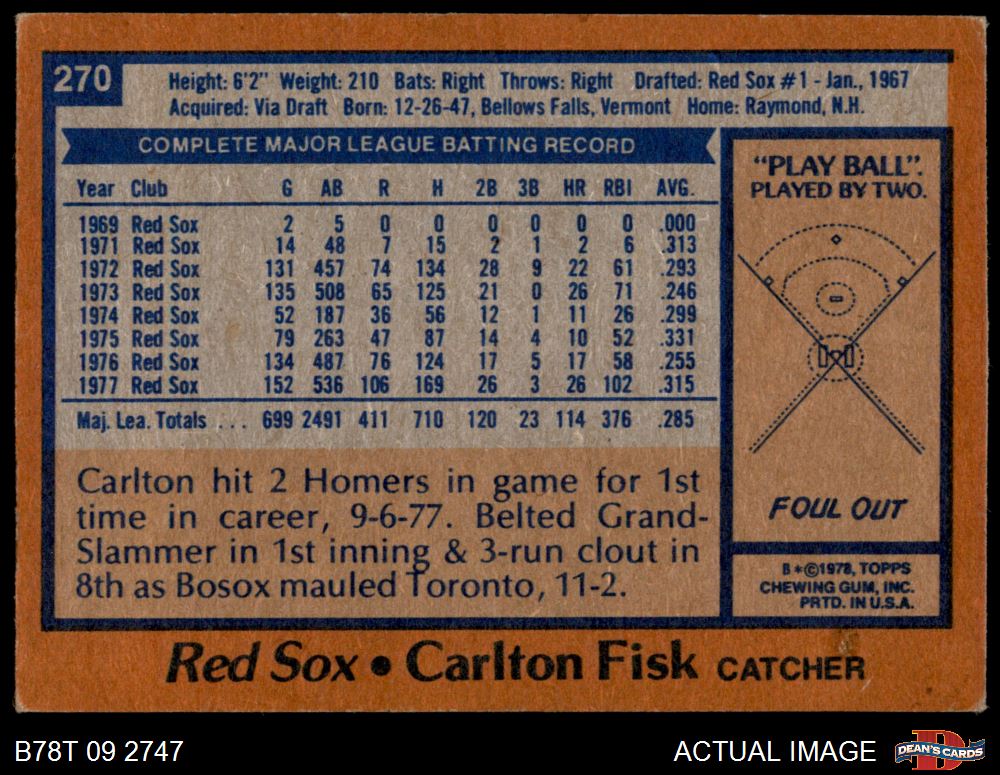 270
Height: 6'2" Weight: 210 Bats: Right Throws: Right Drafted: Red Sox #1 - Jan., 1967
Acquired: Via Draft Born: 12-26-47, Bellows Falls, Vermont Home: Raymond, N.H.
COMPLETE MAJOR LEAGUE BATTING RECORD
Year Club G AB R H 2B 3B HR RBI AVG.
1969 Red Sox 2 5 0 0 0 0 0 0 .000
1971 Red Sox 14 48 7 15 2 1 2 6 .313
1972 Red Sox 131 457 74 134 28 9 22 61 .293
1973 Red Sox 135 508 65 125 21 0 26 71 .246
1974 Red Sox 52 187 36 56 12 1 11 26 .299
1975 Red Sox 79 263 47 87 14 4 10 52 .331
1976 Red Sox 134 487 76 124 17 5 17 58 .255
1977 Red Sox 152 536 106 169 26 3 26 102 .315
Maj. Lea. Totals ... 699 2491 411 710 120 23 114 376 .285
Carlton hit 2 Homers in game for 1st
time in career, 9-6-77. Belted Grand-
Slammer in 1st inning & 3-run clout in
8th as Bosox mauled Toronto, 11-2.
"PLAY BALL".
PLAYED BY TWO.
FOUL OUT
B*©1978, TOPPS
CHEWING GUM, INC.
PRTD. IN U.S.A.
Red Sox • Carlton Fisk CATCHER
B78T 09 2747
ACTUAL IMAGE
DEAN'S CARDS